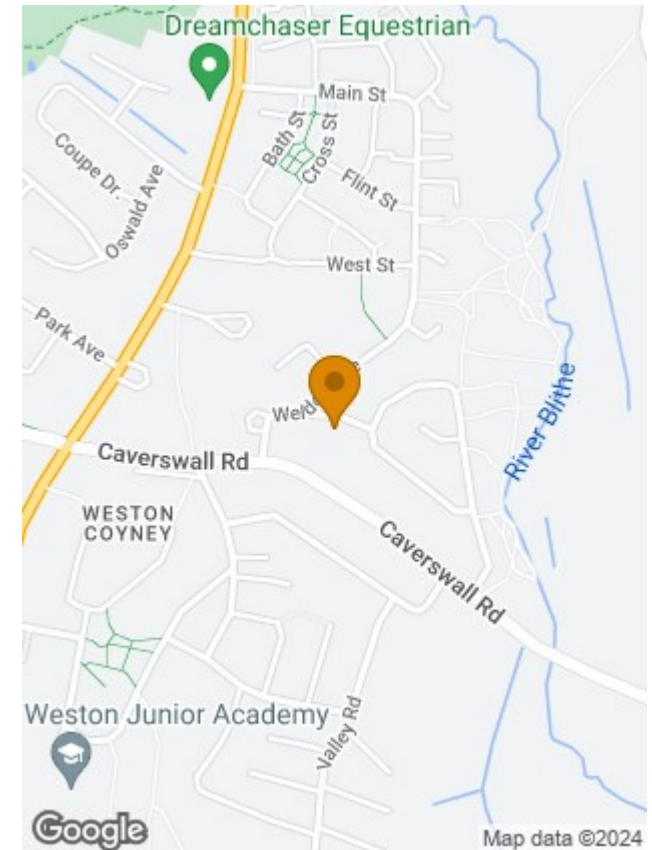 Dreamchaser Equestrian
Main St
Bath St
Cross St
Coupe Dr.
Oswald Ave
Flint St
West St
Park Ave
River Blithe
Caverswall Rd
WESTON
COYNEY
Caverswall Rd
Weston Junior Academy
Valley Rd
Google
Map data ©2024